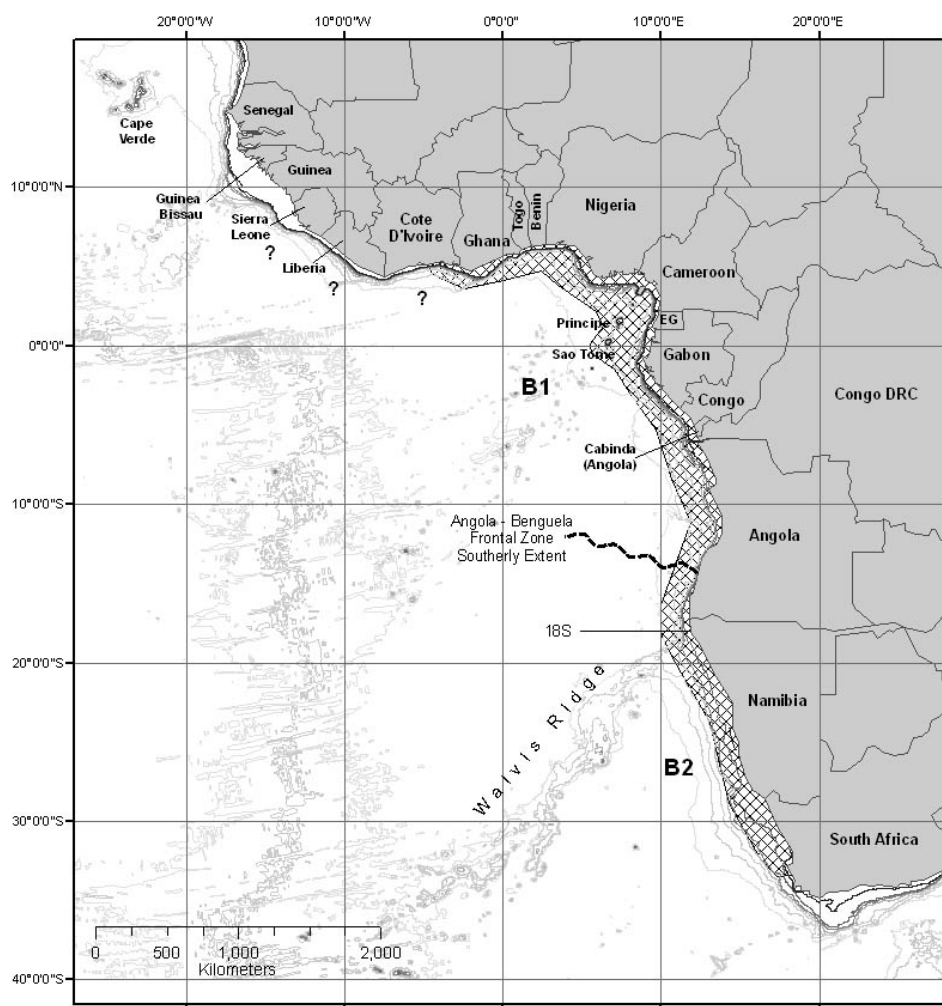 20°0'0"W
10°0'0"W
0°0'0"
10°0'0"E
20°0'0"E
Cape
Verde
Senegal
Guinea
10°0'0"N
Guinea
Bissau
Sierra
Leone
?
Liberia
?
Cote
D'Ivoire
?
Ghana
Togo
Benin
Nigeria
Cameroon
Principe
EG
0°0'0"
Sao Tome
Gabon
B1
Congo
Congo DRC
Cabinda
(Angola)
10°0'0"S
Angola - Benguela
Frontal Zone
Southerly Extent
Angola
18S
20°0'0"S
Walvis Ridge
Namibia
B2
30°0'0"S
South Africa
0 500 1,000 2,000
Kilometers
40°0'0"S